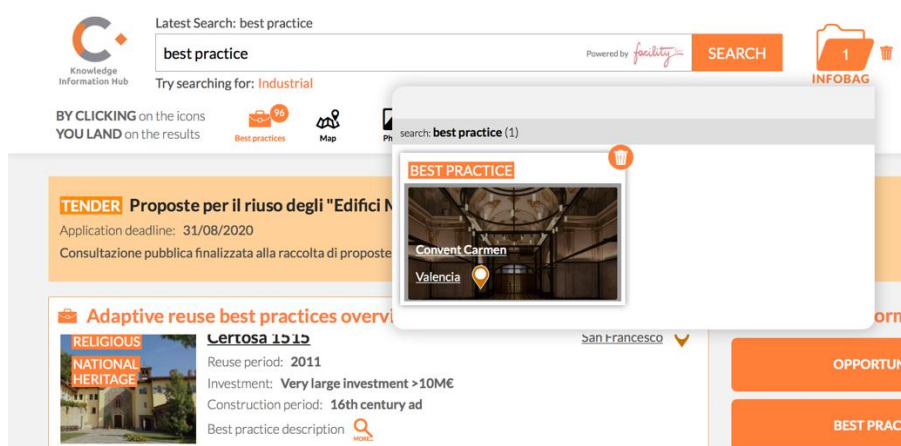 Latest Search: best practice
best practice
Powered by facility
SEARCH
1
INFOBAG
Knowledge
Information Hub
Try searching for: Industrial
BY CLICKING on the icons
YOU LAND on the results
96
Best practices
Map
search: best practice (1)
BEST PRACTICE
Convent Carmen
Valencia
TENDER Proposte per il riuso degli "Edifici
Application deadline: 31/08/2020
Consultazione pubblica finalizzata alla raccolta di proposte
Adaptive reuse best practices
Certosa 1515
San Francesco
RELIGIOUS
NATIONAL
HERITAGE
Reuse period: 2011
Investment: Very large investment >10M€
Construction period: 16th century ad
Best practice description
MORE...